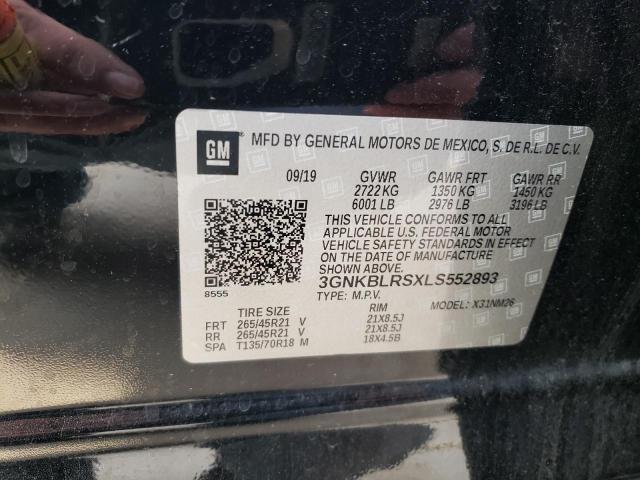 GM ® MFD BY GENERAL MOTORS DE MEXICO, S. DE R.L. DE C.V.
09/19 GVWR GAWR FRT GAWR RR
2722 KG 1350 KG 1450 KG
6001 LB 2976 LB 3196 LB
THIS VEHICLE CONFORMS TO ALL
APPLICABLE U.S. FEDERAL MOTOR
VEHICLE SAFETY STANDARDS IN EFFECT
ON THE DATE OF MANUFACTURE
SHOWN ABOVE.
3GNKBLRSXLS552893
8555 TYPE: M.P.V. MODEL: X31NM26
TIRE SIZE RIM
FRT 265/45R21 V 21X8.5J
RR 265/45R21 V 21X8.5J
SPA T135/70R18 M 18X4.5B